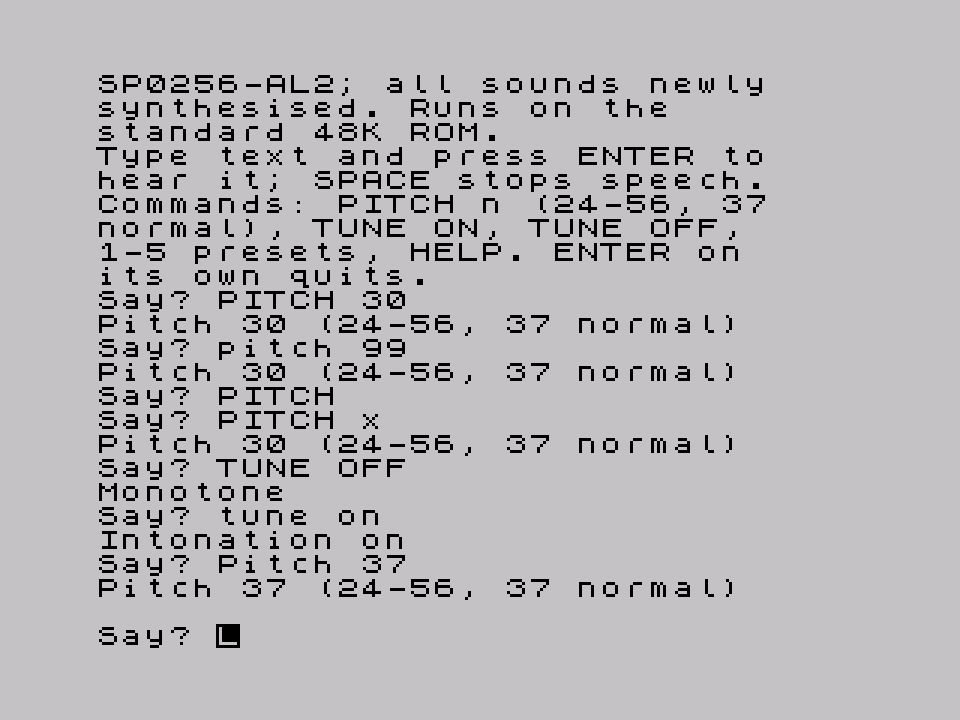 SP0256-AL2; all sounds newly
synthesised. Runs on the
standard 48K ROM.
Type text and press ENTER to
hear it; SPACE stops speech.
Commands: PITCH n (24-56, 37
normal), TUNE ON, TUNE OFF,
1-5 presets, HELP. ENTER on
its own quits.
Say? PITCH 30
Pitch 30 (24-56, 37 normal)
Say? pitch 99
Pitch 30 (24-56, 37 normal)
Say? PITCH
Say? PITCH x
Pitch 30 (24-56, 37 normal)
Say? TUNE OFF
Monotone
Say? tune on
Intonation on
Say? Pitch 37
Pitch 37 (24-56, 37 normal)
Say? L